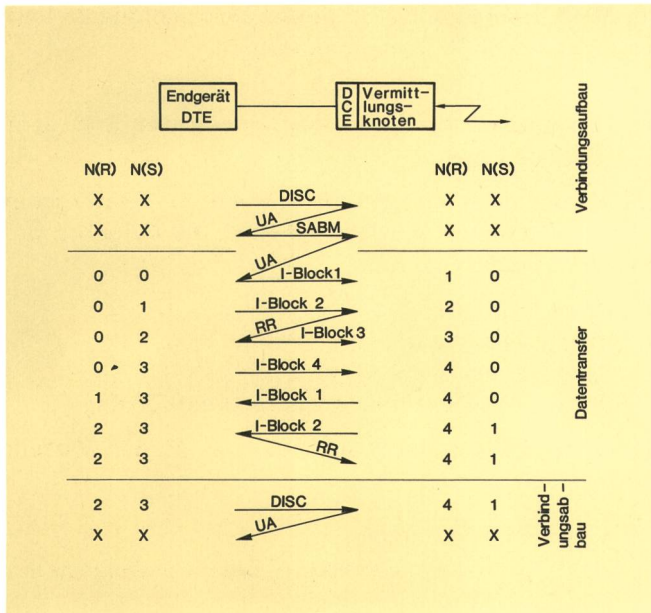 Endgerät
DTE
D Vermitt-
C lungs-
E knoten
Verbindungsaufbau
N(R) N(S) N(R) N(S)
DISC
X X X X
UA
X X SABM X X
UA
0 0 I-Block1 1 0
0 1 I-Block 2 2 0
RR
0 2 I-Block3 3 0
0 3 I-Block 4 4 0
1 3 I-Block 1 4 0
2 3 I-Block 2 4 1
2 3 RR 4 1
Datentransfer
2 3 DISC 4 1
UA
X X X X
Verbind-
ungsab-
bau